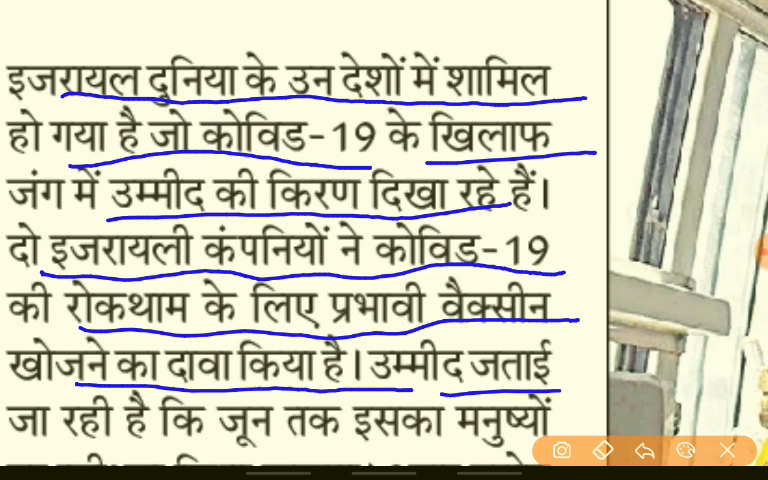 इजरायल दुनिया के उन देशों में शामिल
हो गया है जो कोविड-19 के खिलाफ
जंग में उम्मीद की किरण दिखा रहे हैं।
दो इजरायली कंपनियों ने कोविड-19
की रोकथाम के लिए प्रभावी वैक्सीन
खोजने का दावा किया है। उम्मीद जताई
जा रही है कि जून तक इसका मनुष्यों